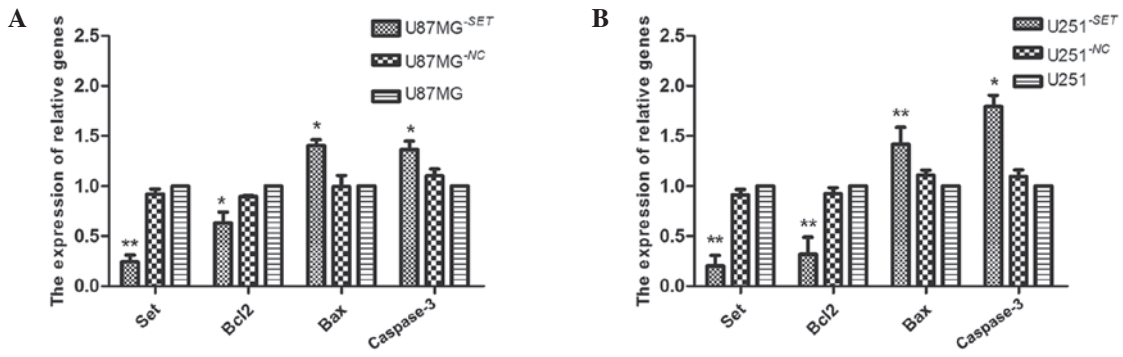 A
The expression of relative genes
2.5
2.0
1.5
1.0
0.5
0.0
U87MG-SET
U87MG-NC
U87MG
**
*
*
*
Set
Bcl2
Bax
Caspase-3
B
The expression of relative genes
2.5
2.0
1.5
1.0
0.5
0.0
U251-SET
U251-NC
U251
**
**
**
*
Set
Bcl2
Bax
Caspase-3